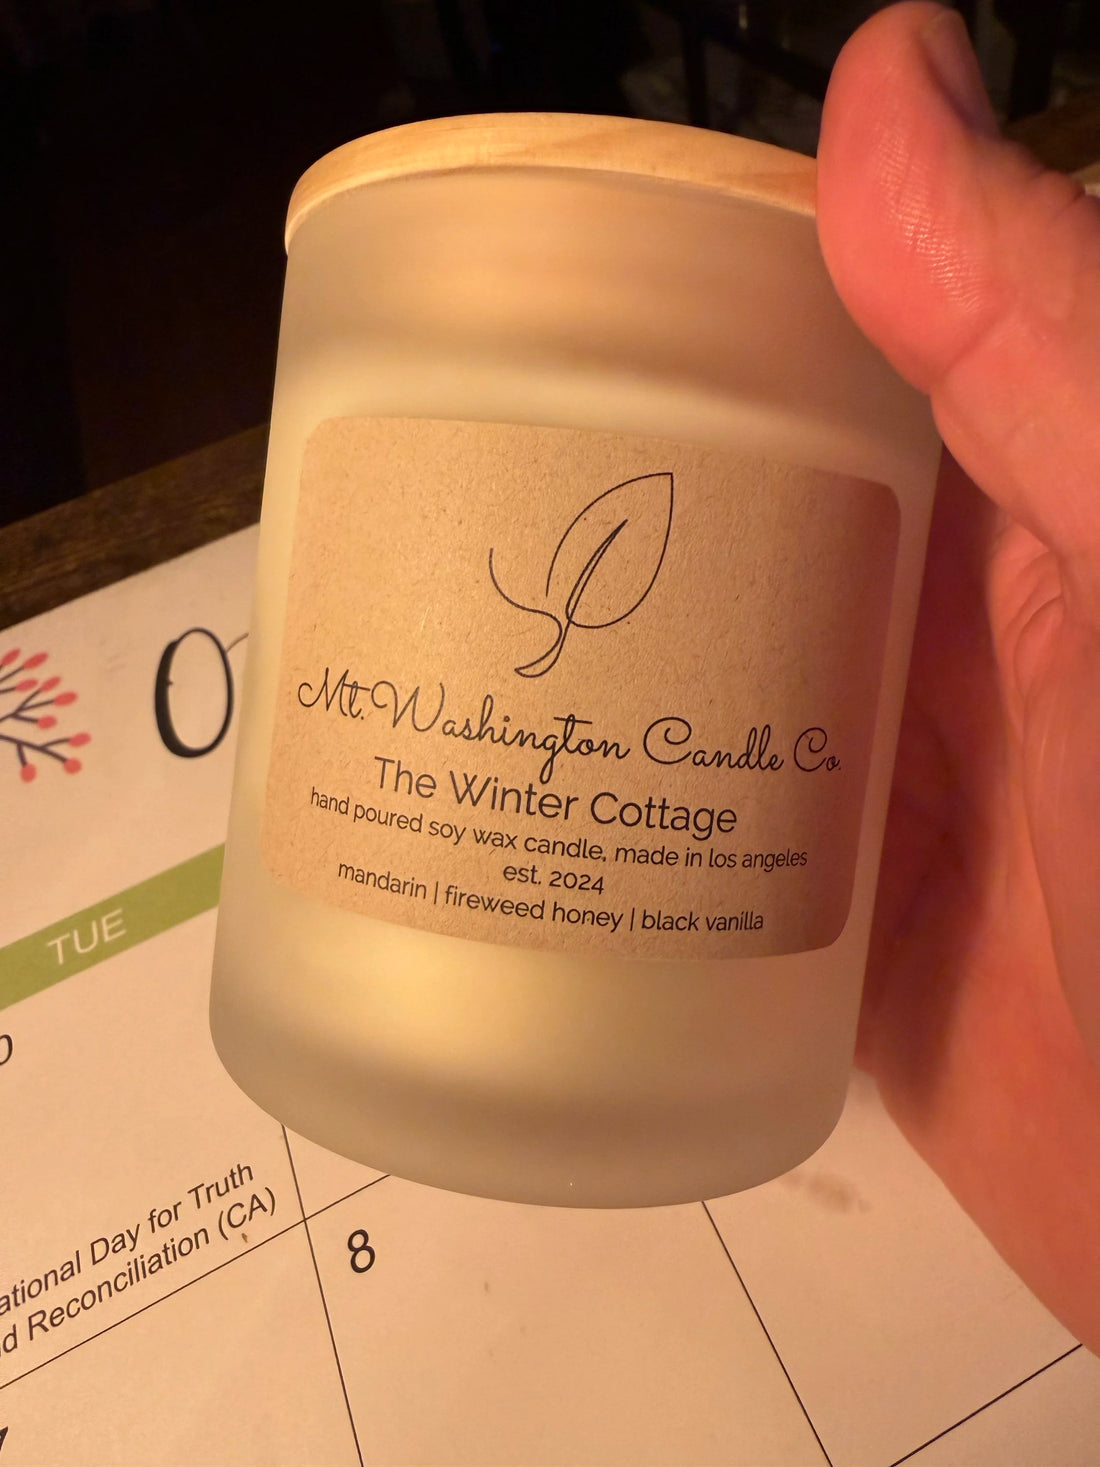 Mt. Washington Candle Co.
The Winter Cottage
hand poured soy wax candle, made in los angeles
est. 2024
mandarin | fireweed honey | black vanilla
O
TUE
ational Day for Truth
d Reconciliation (CA)
8